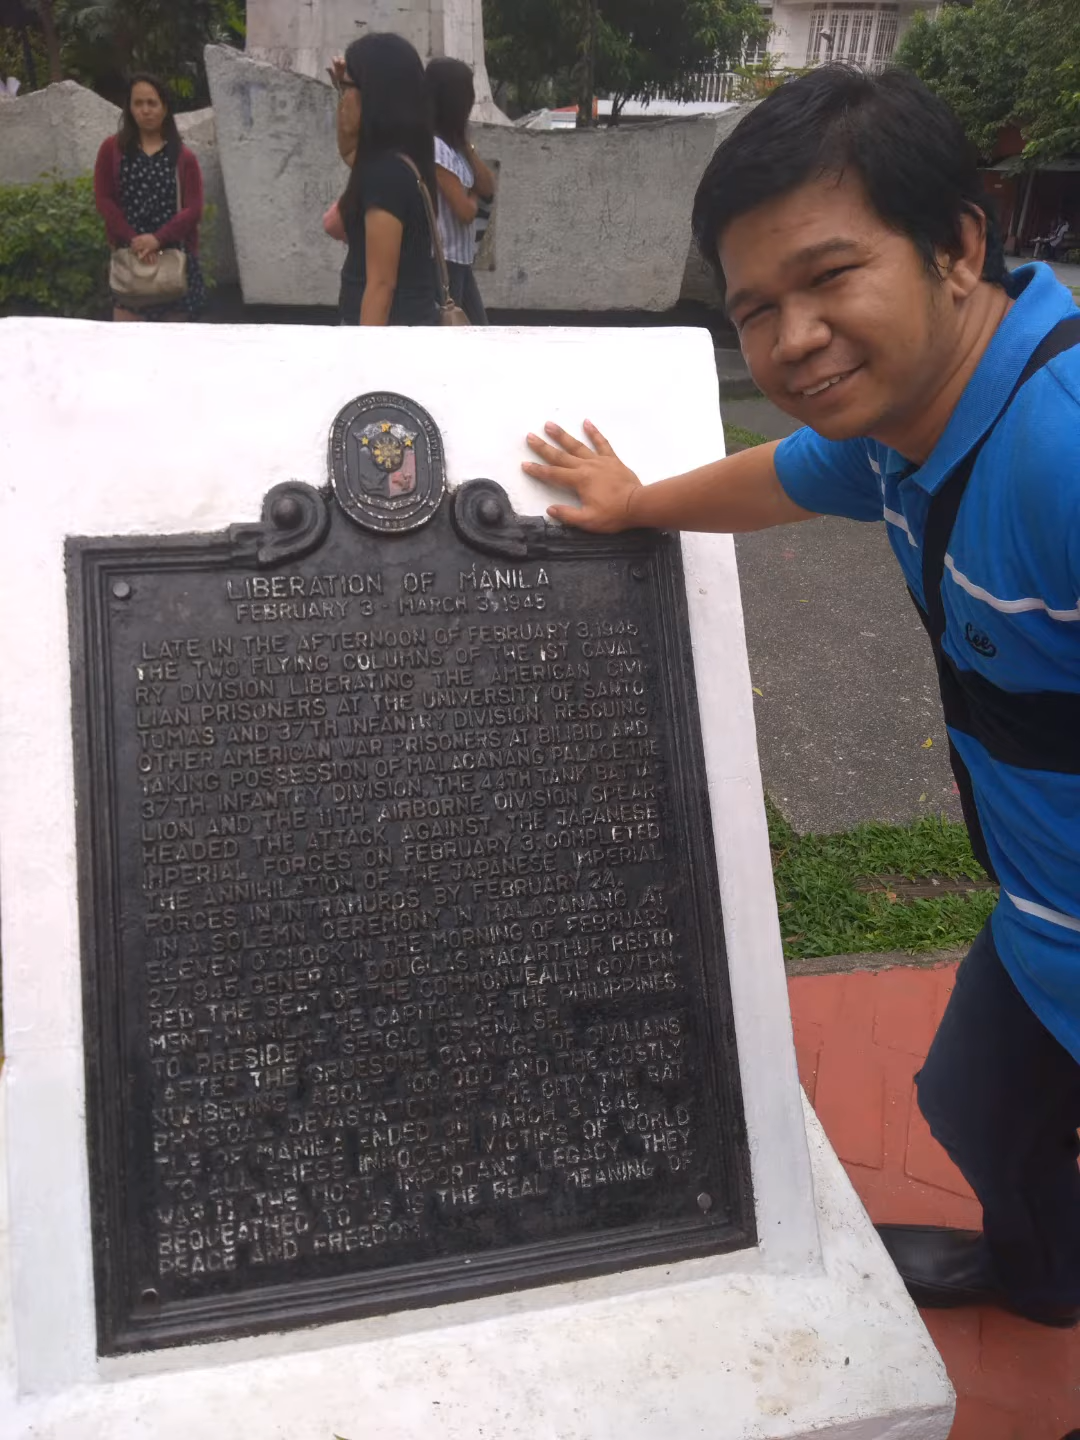 LIBERATION OF MANILA
FEBRUARY 3 - MARCH 3, 1945
LATE IN THE AFTERNOON OF FEBRUARY 3, 1945
THE TWO FLYING COLUMNS OF THE 1ST CAVAL-
RY DIVISION LIBERATING THE AMERICAN CIVI-
LIAN PRISONERS AT THE UNIVERSITY OF SANTO
TOMAS AND 37TH INFANTRY DIVISION RESCUING
OTHER AMERICAN WAR PRISONERS AT BILIBID AND
TAKING POSSESSION OF MALACANANG PALACE. THE
37TH INFANTRY DIVISION, THE 44TH TANK BATTA-
LION AND THE 11TH AIRBORNE DIVISION SPEAR-
HEADED THE ATTACK AGAINST THE JAPANESE
IMPERIAL FORCES ON FEBRUARY 3, COMPLETED
THE ANNIHILATION OF THE JAPANESE IMPERIAL
FORCES IN INTRAMUROS BY FEBRUARY 24.
IN A SOLEMN CEREMONY IN MALACANANG AT
ELEVEN O'CLOCK IN THE MORNING OF FEBRUARY
27, 1945, GENERAL DOUGLAS MACARTHUR RESTO-
RED THE SEAT OF THE COMMONWEALTH GOVERN-
MENT MANILA THE CAPITAL OF THE PHILIPPINES,
TO PRESIDENT SERGIO OSMENA, SR.
AFTER THE GRUESOME CARNAGE OF CIVILIANS
NUMBERING ABOUT 100,000 AND THE COSTLY
PHYSICAL DEVASTATION OF THE CITY, THE BAT-
TLE OF MANILA ENDED ON MARCH 3, 1945.
TO ALL THESE INNOCENT VICTIMS OF WORLD
WAR II, THE MOST IMPORTANT LEGACY THEY
BEQUEATHED TO US IS THE REAL MEANING OF
PEACE AND FREEDOM.
Lee